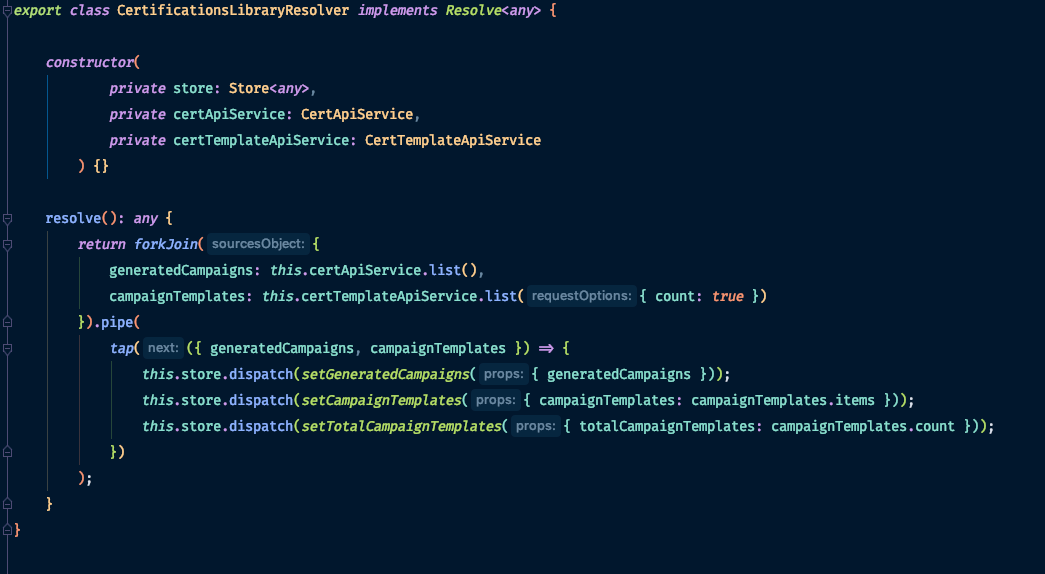 export class CertificationsLibraryResolver implements Resolve<any> {
constructor(
private store: Store<any>,
private certApiService: CertApiService,
private certTemplateApiService: CertTemplateApiService
) {}
resolve(): any {
return forkJoin( sourcesObject: {
generatedCampaigns: this.certApiService.list(),
campaignTemplates: this.certTemplateApiService.list( requestOptions: { count: true })
}).pipe(
tap( next: ({ generatedCampaigns, campaignTemplates }) => {
this.store.dispatch(setGeneratedCampaigns( props: { generatedCampaigns }));
this.store.dispatch(setCampaignTemplates( props: { campaignTemplates: campaignTemplates.items }));
this.store.dispatch(setTotalCampaignTemplates( props: { totalCampaignTemplates: campaignTemplates.count }));
})
);
}
}